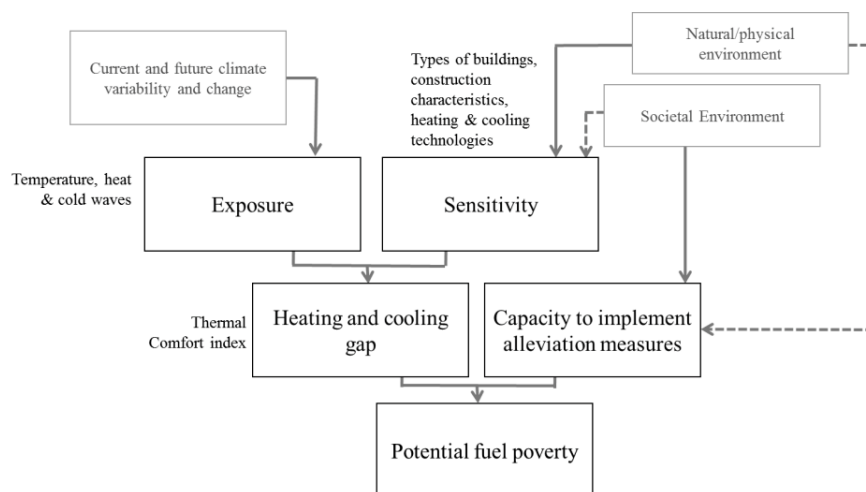 Current and future climate
variability and change
Types of buildings,
construction
characteristics,
heating & cooling
technologies
Natural/physical
environment
Societal Environment
Temperature, heat
& cold waves
Exposure
Sensitivity
Thermal
Comfort index
Heating and cooling
gap
Capacity to implement
alleviation measures
Potential fuel poverty